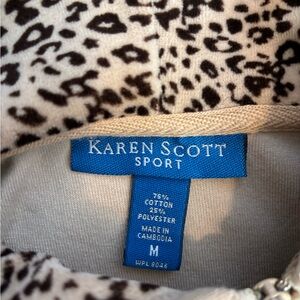 KAREN SCOTT
SPORT
75%
COTTON
25%
POLYESTER
MADE IN
CAMBODIA
M
WPL 8046